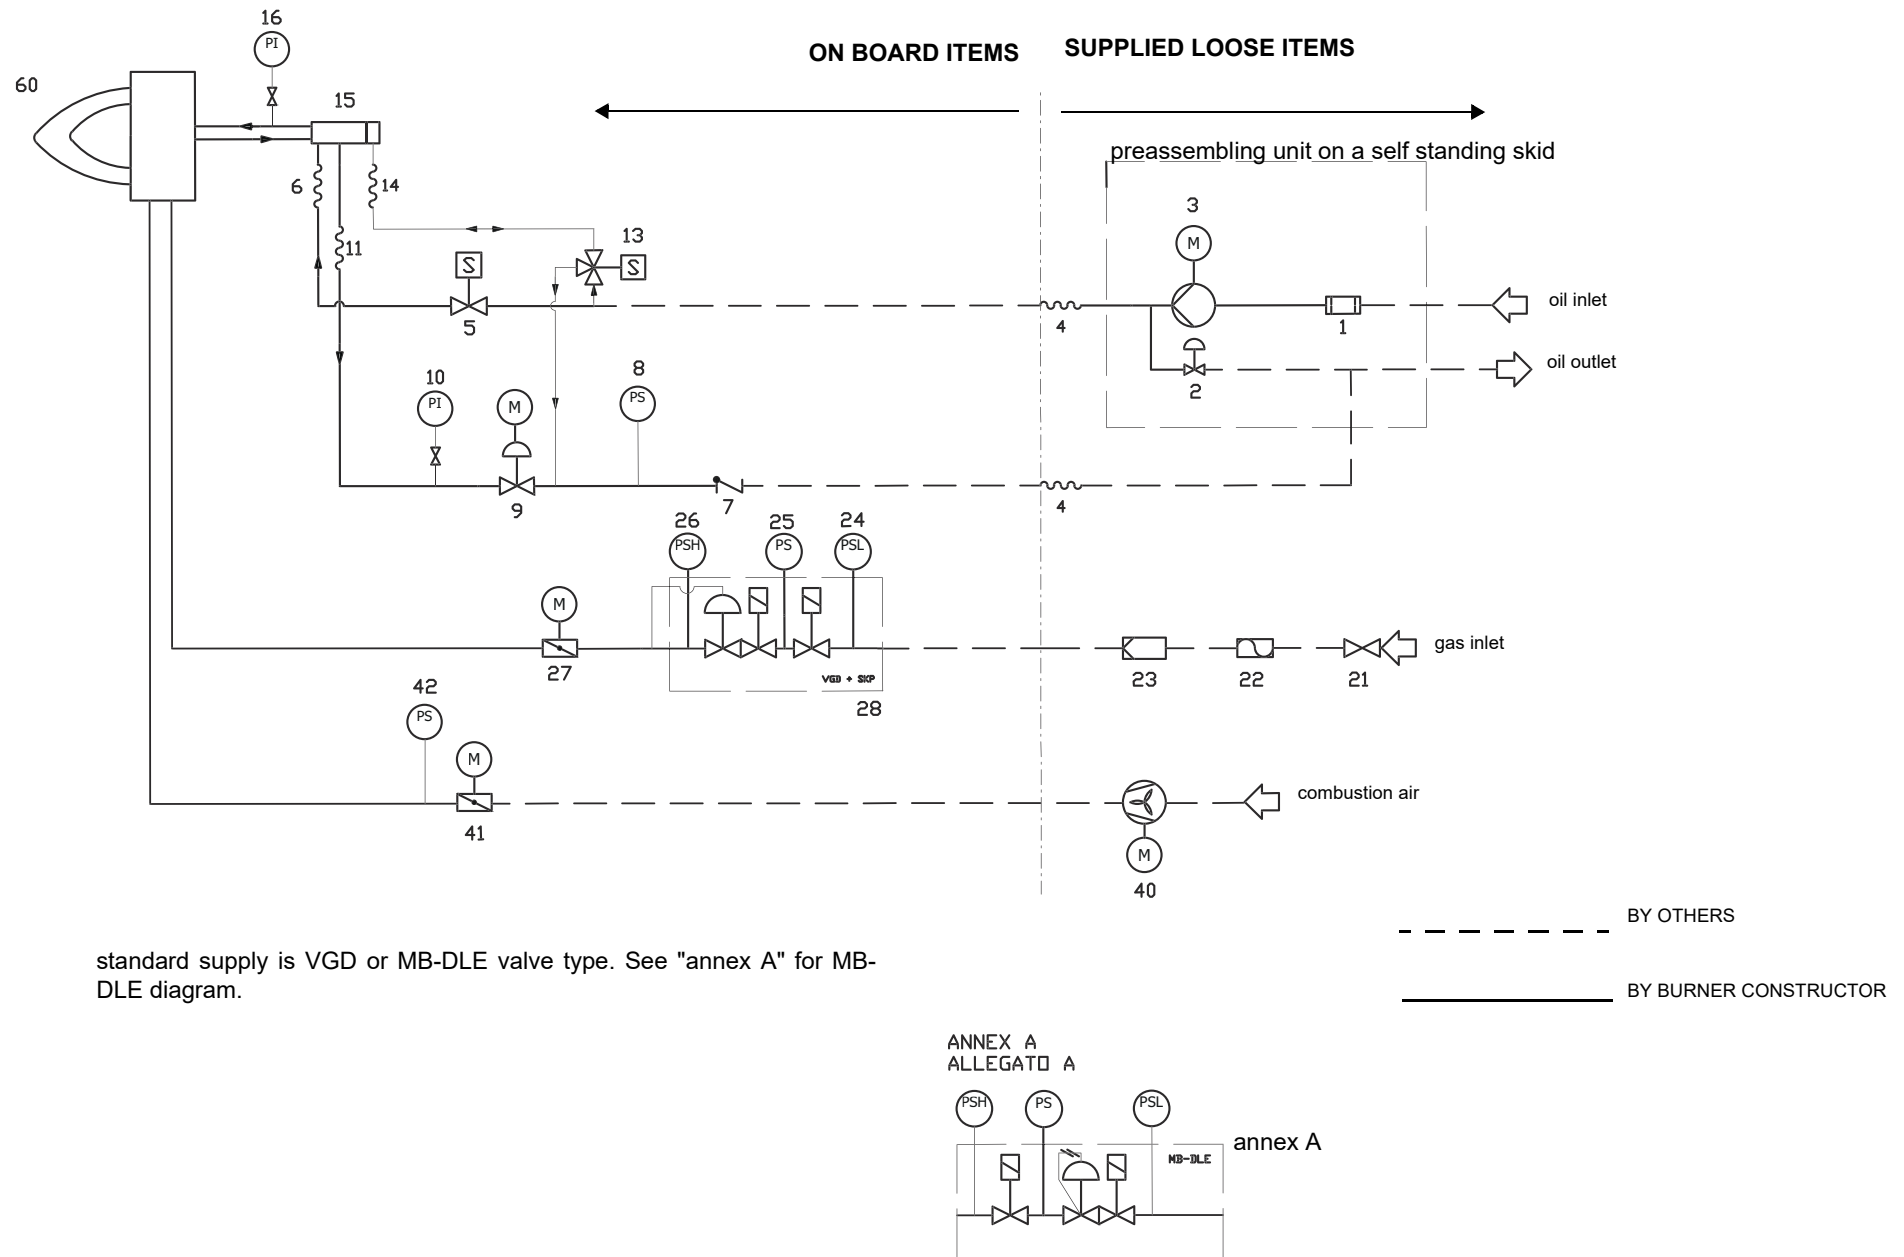 16
PI
ON BOARD ITEMS
SUPPLIED LOOSE ITEMS
60
15
preassembling unit on a self standing skid
6
14
3
M
11
13
S
S
5
4
1
oil inlet
oil outlet
2
10
PI
M
8
PS
9
7
4
26
PSH
25
PS
24
PSL
M
27
VGD + SKP
28
23
22
21
gas inlet
42
PS
M
41
combustion air
M
40
BY OTHERS
BY BURNER CONSTRUCTOR
standard supply is VGD or MB-DLE valve type. See "annex A" for MB-
DLE diagram.
ANNEX A
ALLEGATO A
PSH
PS
PSL
annex A
MB-DLE